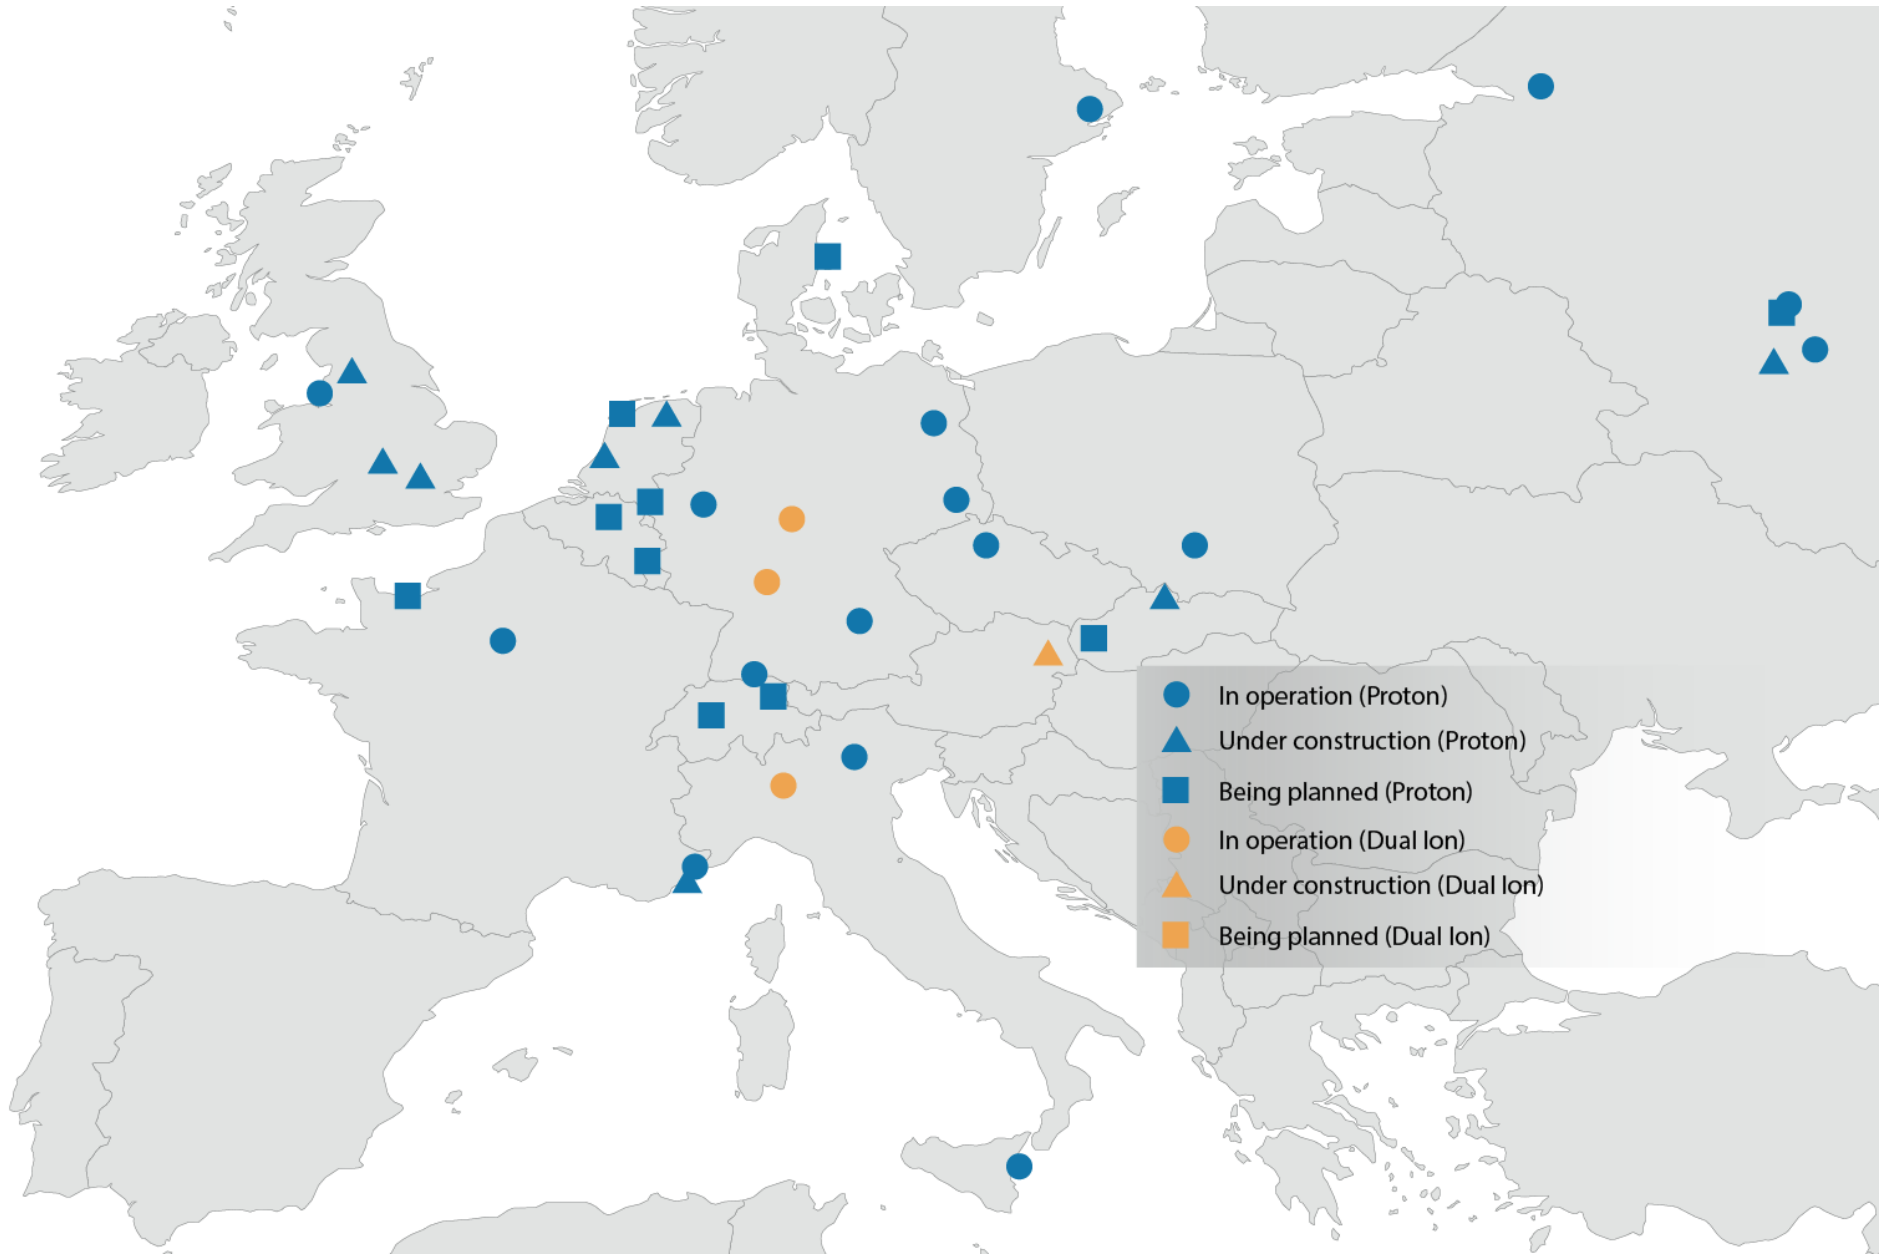 In operation (Proton)
Under construction (Proton)
Being planned (Proton)
In operation (Dual Ion)
Under construction (Dual Ion)
Being planned (Dual Ion)